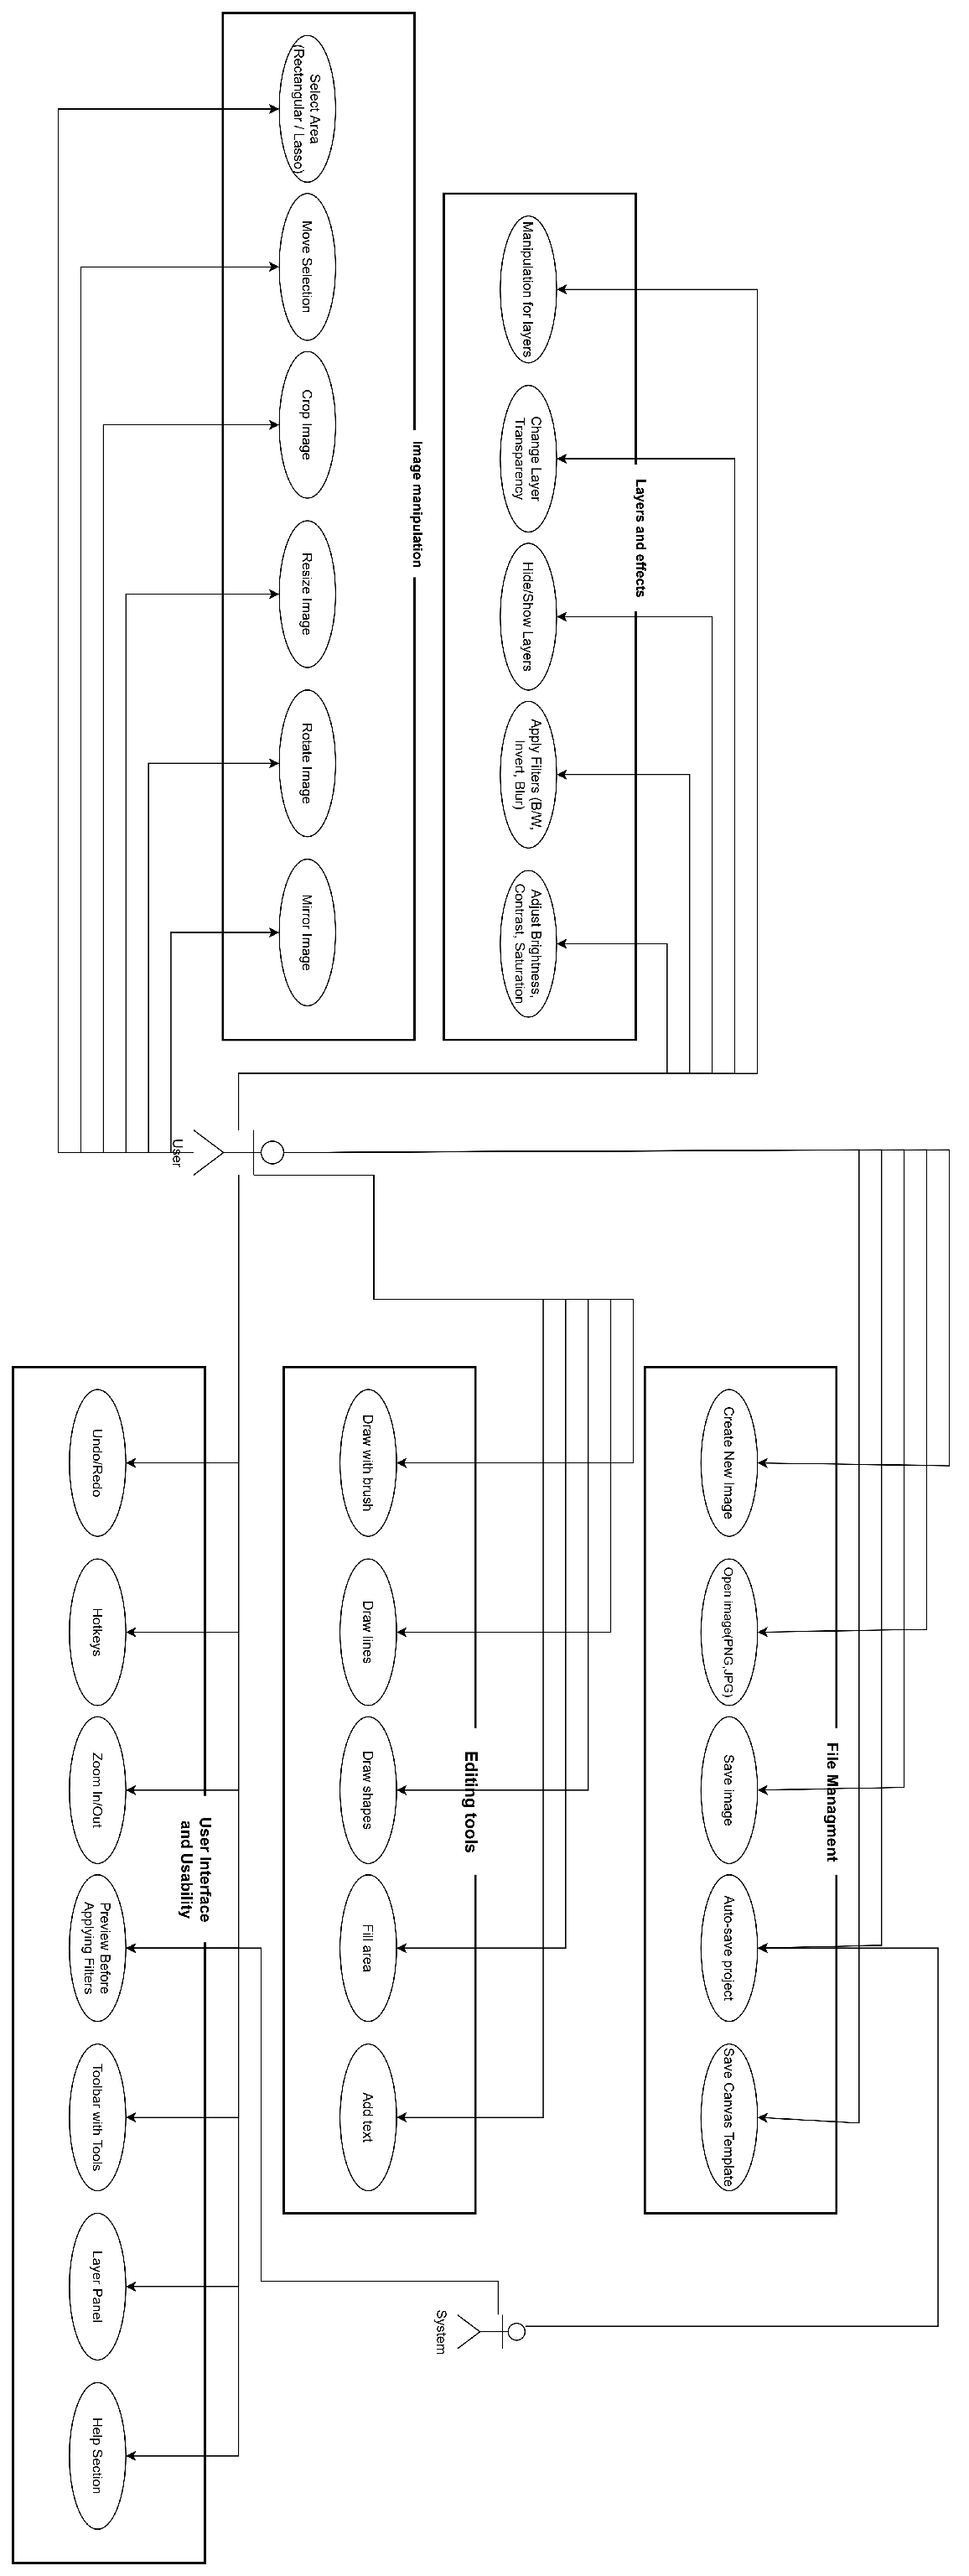 Layers and effects
Manipulation for layers
Change Layer
Transparency
Hide/Show Layers
Apply Filters (B/W,
Invert, Blur)
Adjust Brightness,
Contrast, Saturation
Image manipulation
Select Area
(Rectangular / Lasso)
Move Selection
Crop Image
Resize Image
Rotate Image
Mirror Image
User
File Managment
Create New Image
Open image(PNG,JPG)
Save image
Auto-save project
Save Canvas Template
Editing tools
Draw with brush
Draw lines
Draw shapes
Fill area
Add text
System
User Interface
and Usability
Undo/Redo
Hotkeys
Zoom In/Out
Preview Before
Applying Filters
Toolbar with Tools
Layer Panel
Help Section